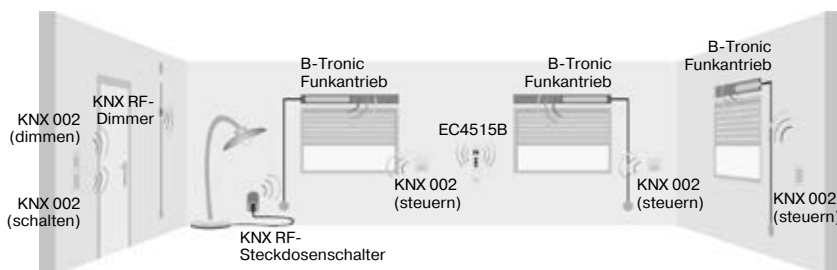 B-Tronic
Funkantrieb
B-Tronic
Funkantrieb
B-Tronic
Funkantrieb
KNX RF-
Dimmer
KNX 002
(dimmen)
EC4515B
KNX 002
(schalten)
KNX 002
(steuern)
KNX 002
(steuern)
KNX 002
(steuern)
KNX RF-
Steckdosenschalter